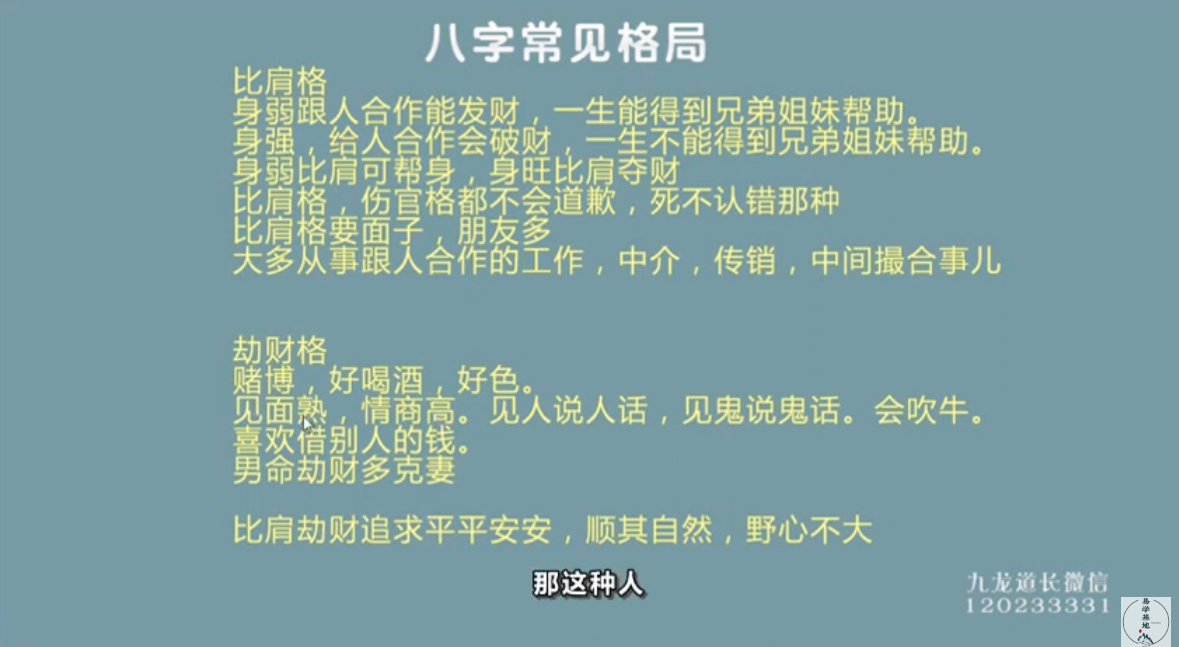 八字常见格局
比肩格
身弱跟人合作能发财，一生能得到兄弟姐妹帮助。
身强，给人合作会破财，一生不能得到兄弟姐妹帮助。
身弱比肩可帮身，身旺比肩夺财
比肩格，伤官格都不会道歉，死不认错那种
比肩格要面子，朋友多
大多从事跟人合作的工作，中介，传销，中间撮合事儿
劫财格
赌博，好喝酒，好色。
见面熟，情商高。见人说人话，见鬼说鬼话。会吹牛。
喜欢借别人的钱。
男命劫财多克妻
比肩劫财追求平平安安，顺其自然，野心不大
那这种人
九龙道长微信
120233331
易学基地